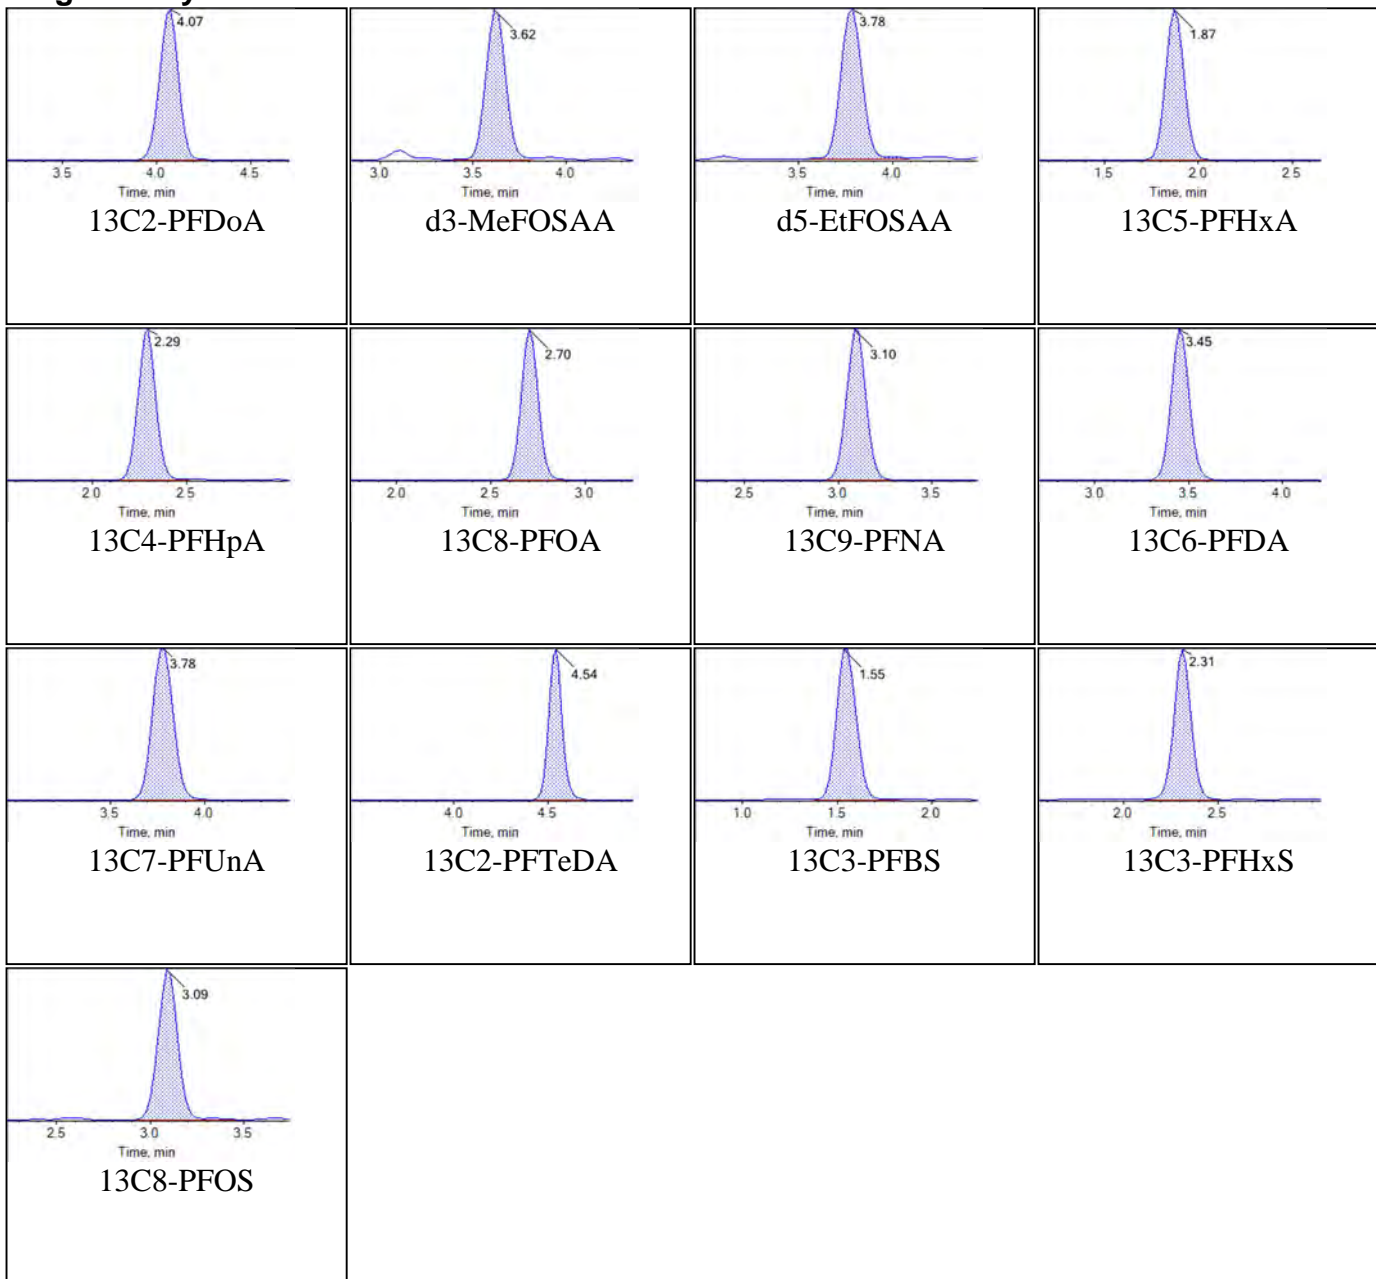 4.07
3.5 4.0 4.5
Time, min
13C2-PFDoA
3.62
3.0 3.5 4.0
Time, min
d3-MeFOSAA
3.78
3.5 4.0
Time, min
d5-EtFOSAA
1.87
1.5 2.0 2.5
Time, min
13C5-PFHxA
2.29
2.0 2.5
Time, min
13C4-PFHpA
2.70
2.0 2.5 3.0
Time, min
13C8-PFOA
3.10
2.5 3.0 3.5
Time, min
13C9-PFNA
3.45
3.0 3.5 4.0
Time, min
13C6-PFDA
3.78
3.5 4.0
Time, min
13C7-PFUnA
4.54
4.0 4.5
Time, min
13C2-PFTeDA
1.55
1.0 1.5 2.0
Time, min
13C3-PFBS
2.31
2.0 2.5
Time, min
13C3-PFHxS
3.09
2.5 3.0 3.5
Time, min
13C8-PFOS